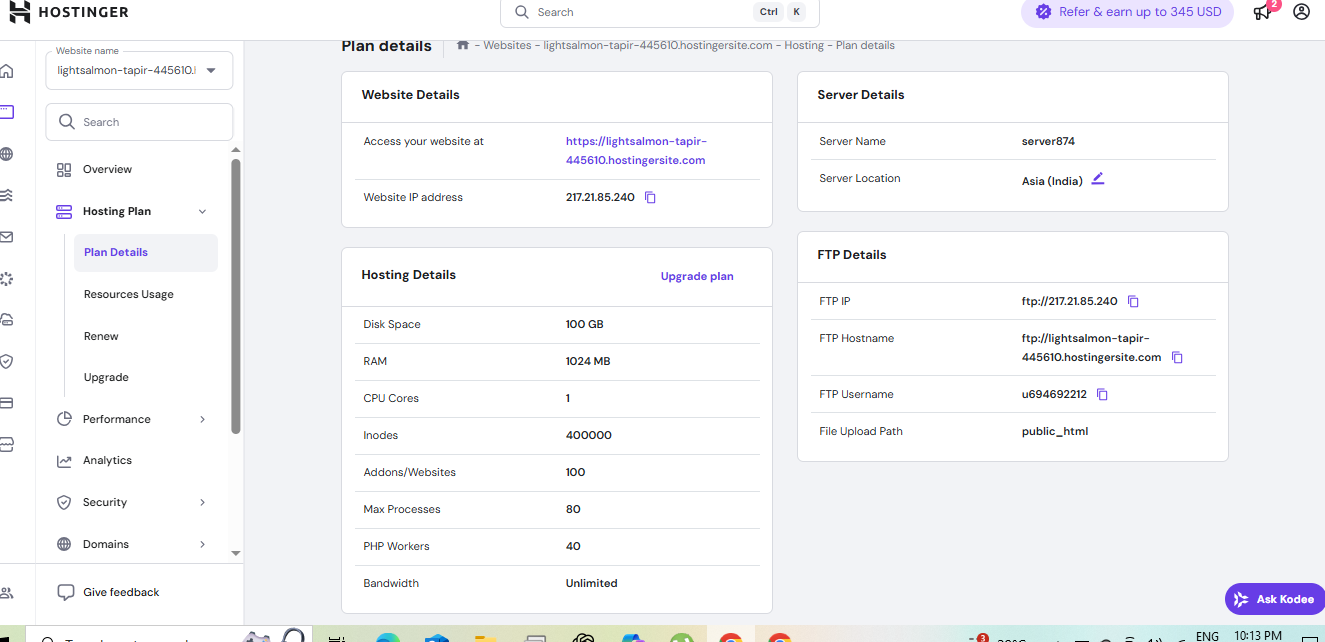 HOSTINGER
Search
Ctrl
K
Refer & earn up to 345 USD
2
Website name
lightsalmon-tapir-445610.
Search
Overview
Hosting Plan
Plan Details
Resources Usage
Renew
Upgrade
Performance
Analytics
Security
Domains
Give feedback
Plan details
- Websites - lightsalmon-tapir-445610.hostingersite.com - Hosting - Plan details
Website Details
Access your website at
https://lightsalmon-tapir-
445610.hostingersite.com
Website IP address
217.21.85.240
Hosting Details
Upgrade plan
Disk Space
100 GB
RAM
1024 MB
CPU Cores
1
Inodes
400000
Addons/Websites
100
Max Processes
80
PHP Workers
40
Bandwidth
Unlimited
Server Details
Server Name
server874
Server Location
Asia (India)
FTP Details
FTP IP
ftp://217.21.85.240
FTP Hostname
ftp://lightsalmon-tapir-
445610.hostingersite.com
FTP Username
u694692212
File Upload Path
public_html
Ask Kodee
3
ENG
10:13 PM